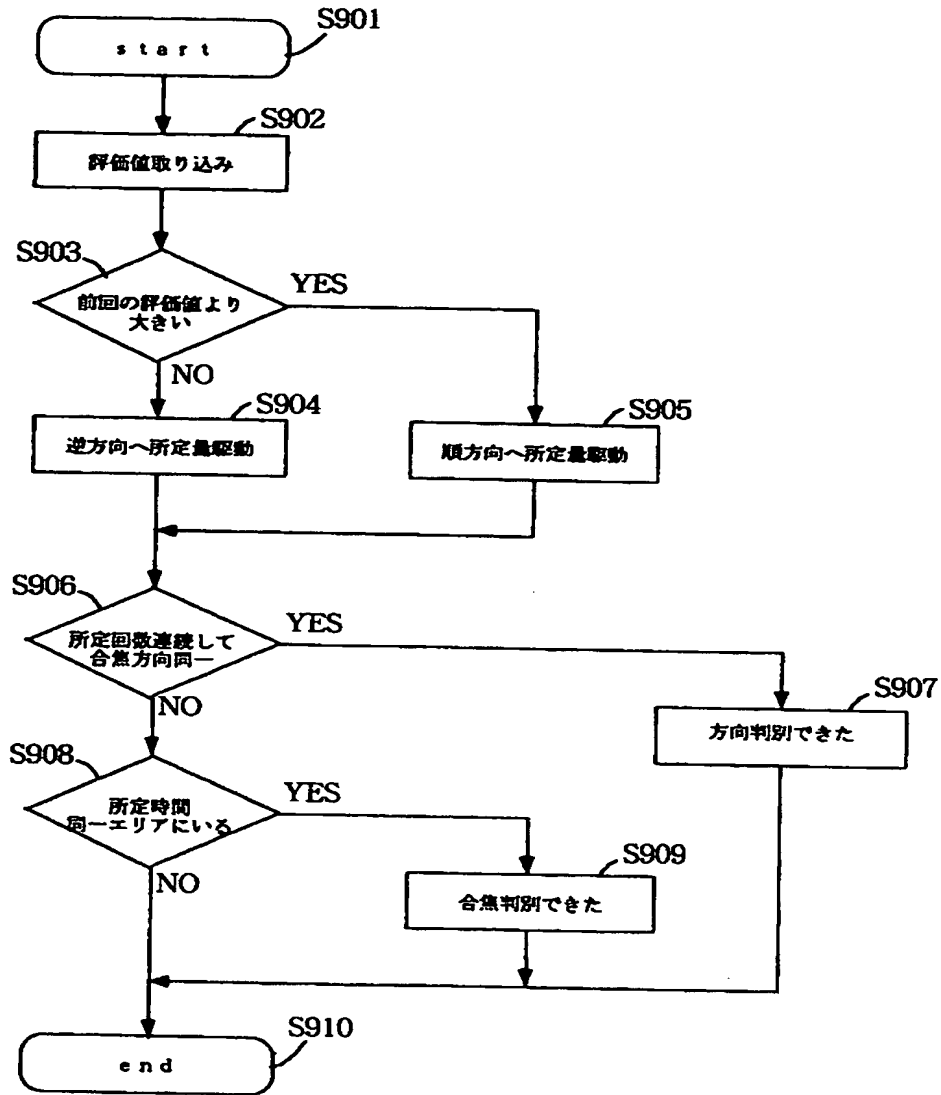 S901
start
S902
評価値取り込み
S903
前回の評価値より
大きい
YES
NO
S904
逆方向へ所定量駆動
S905
順方向へ所定量駆動
S906
所定回数連続して
合焦方向同一
YES
NO
S907
方向判別できた
S908
所定時間
同一エリアにいる
YES
NO
S909
合焦判別できた
S910
end